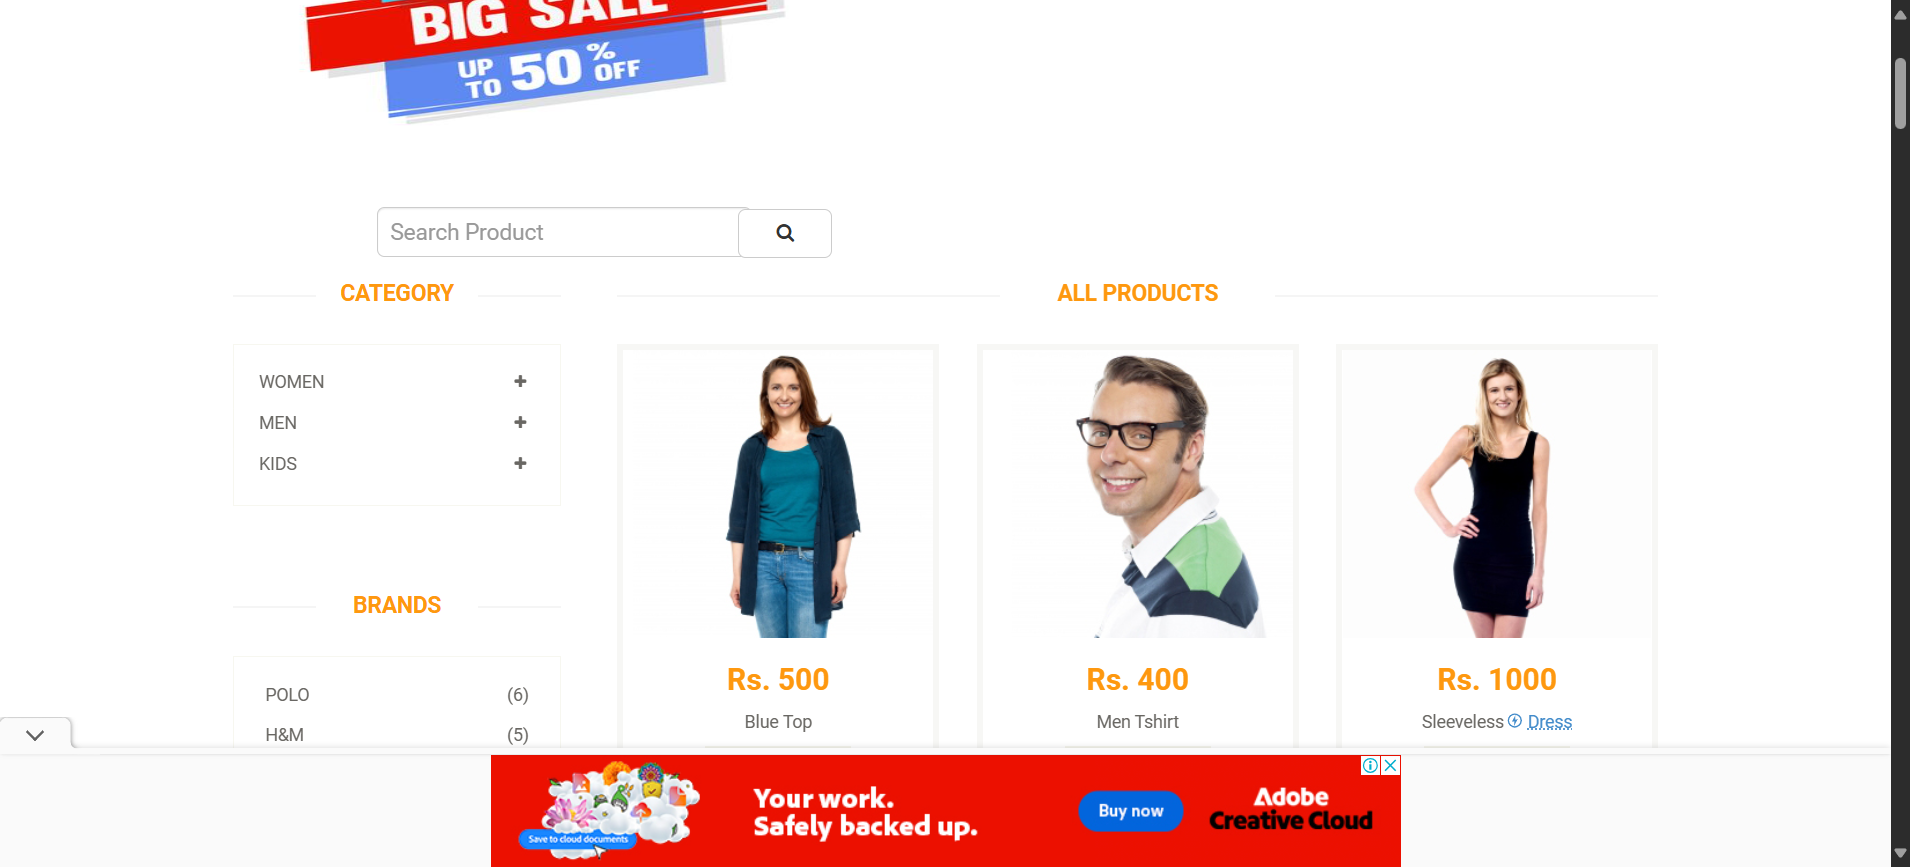 BIG SALE
UP TO 50% OFF
Search Product
CATEGORY
ALL PRODUCTS
WOMEN
MEN
KIDS
BRANDS
POLO (6)
H&M (5)
Rs. 500
Blue Top
Rs. 400
Men Tshirt
Rs. 1000
Sleeveless Dress
Save to cloud documents
Your work.
Safely backed up.
Buy now
Adobe
Creative Cloud